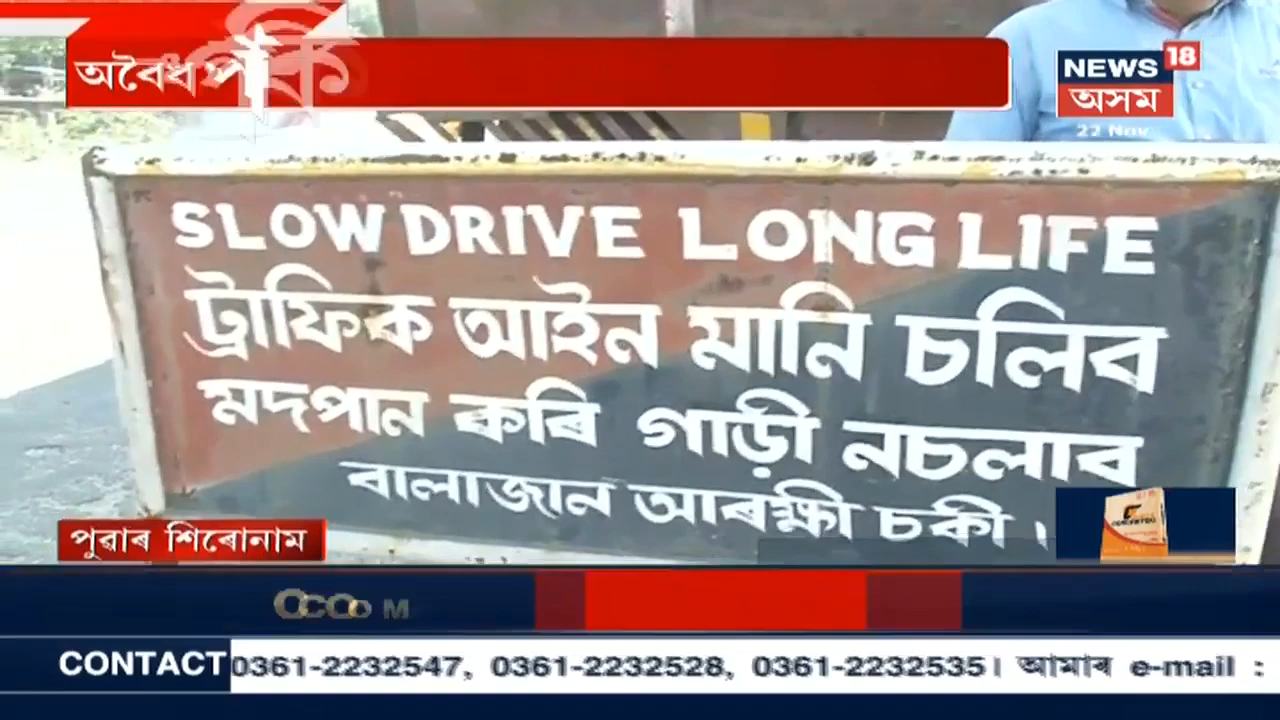 অবৈধ
NEWS 18
অসম
22 Nov
SLOW DRIVE LONG LIFE
ট্রাফিক আইন মানি চলিব
মদপান কৰি গাড়ী নচলাব
বালাজান আৰক্ষী চকী ।
পুৱাৰ শিৰোনাম
CONTACT 0361-2232547, 0361-2232528, 0361-2232535। আমাৰ e-mail :